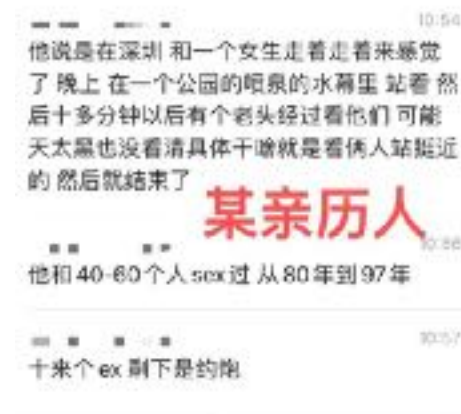 10:54
他说是在深圳 和一个女生走着走着来感觉
了 晚上 在一个公园的喷泉的水幕里 站着 然
后十多分钟以后有个老头经过看他们 可能
天太黑也没看清具体干啥就是看俩人站挺近
的 然后就结束了
某亲历人
他和40-60个人sex过 从80年到97年
10:57
十来个ex 剩下是约炮